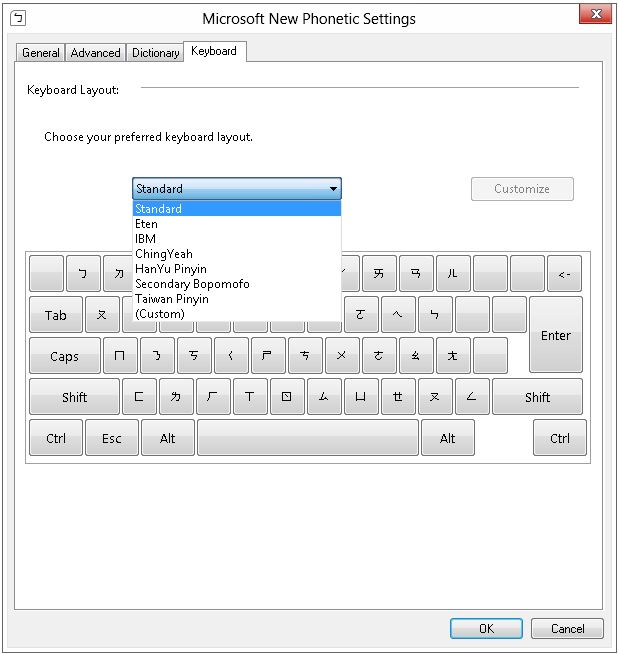 ㄅ Microsoft New Phonetic Settings x
General Advanced Dictionary Keyboard
Keyboard Layout:
Choose your preferred keyboard layout.
Standard Customize
Standard
Eten
IBM
ChingYeah
HanYu Pinyin
Secondary Bopomofo
Taiwan Pinyin
(Custom)
ㄅ ㄉ ㄞ ㄢ ㄦ <-
Tab ㄆ ㄛ ㄟ ㄣ Enter
Caps ㄇ ㄋ ㄎ ㄑ ㄕ ㄘ ㄨ ㄜ ㄠ ㄤ
Shift ㄈ ㄌ ㄏ ㄒ ㄖ ㄙ ㄩ ㄝ ㄡ ㄥ Shift
Ctrl Esc Alt Alt Ctrl
OK Cancel